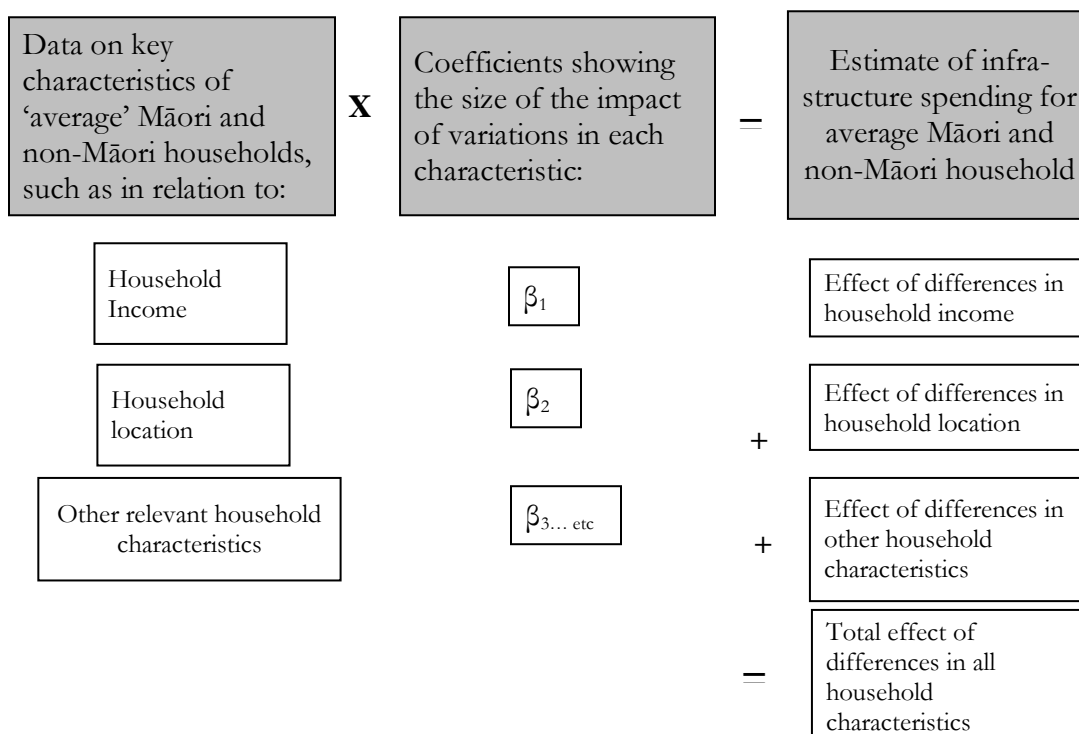 Data on key
characteristics of
‘average’ Māori and
non-Māori households,
such as in relation to:
X
Coefficients showing
the size of the impact
of variations in each
characteristic:
=
Estimate of infra-
structure spending for
average Māori and
non-Māori household
Household
Income
β1
Effect of differences in
household income
Household
location
β2
+
Effect of differences in
household location
Other relevant household
characteristics
β3... etc
+
Effect of differences in
other household
characteristics
=
Total effect of
differences in all
household
characteristics